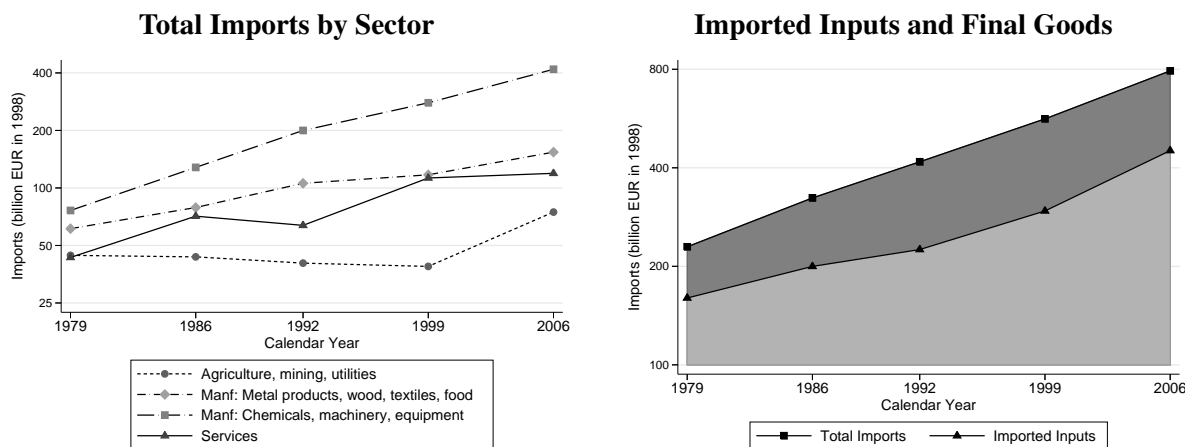 Total Imports by Sector
400
200
100
50
25
Imports (billion EUR in 1998)
1979 1986 1992 1999 2006
Calendar Year
Agriculture, mining, utilities
Manf: Metal products, wood, textiles, food
Manf: Chemicals, machinery, equipment
Services
Imported Inputs and Final Goods
800
400
200
100
Imports (billion EUR in 1998)
1979 1986 1992 1999 2006
Calendar Year
Total Imports Imported Inputs